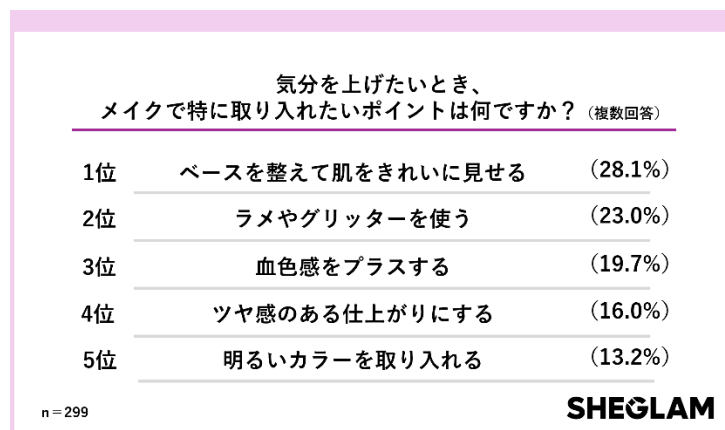 気分を上げたいとき、
メイクで特に取り入れたいポイントは何ですか？（複数回答）
1位 ベースを整えて肌をきれいに見せる （28.1%）
2位 ラメやグリッターを使う （23.0%）
3位 血色感をプラスする （19.7%）
4位 ツヤ感のある仕上がりにする （16.0%）
5位 明るいカラーを取り入れる （13.2%）
n＝299
SHEGLAM